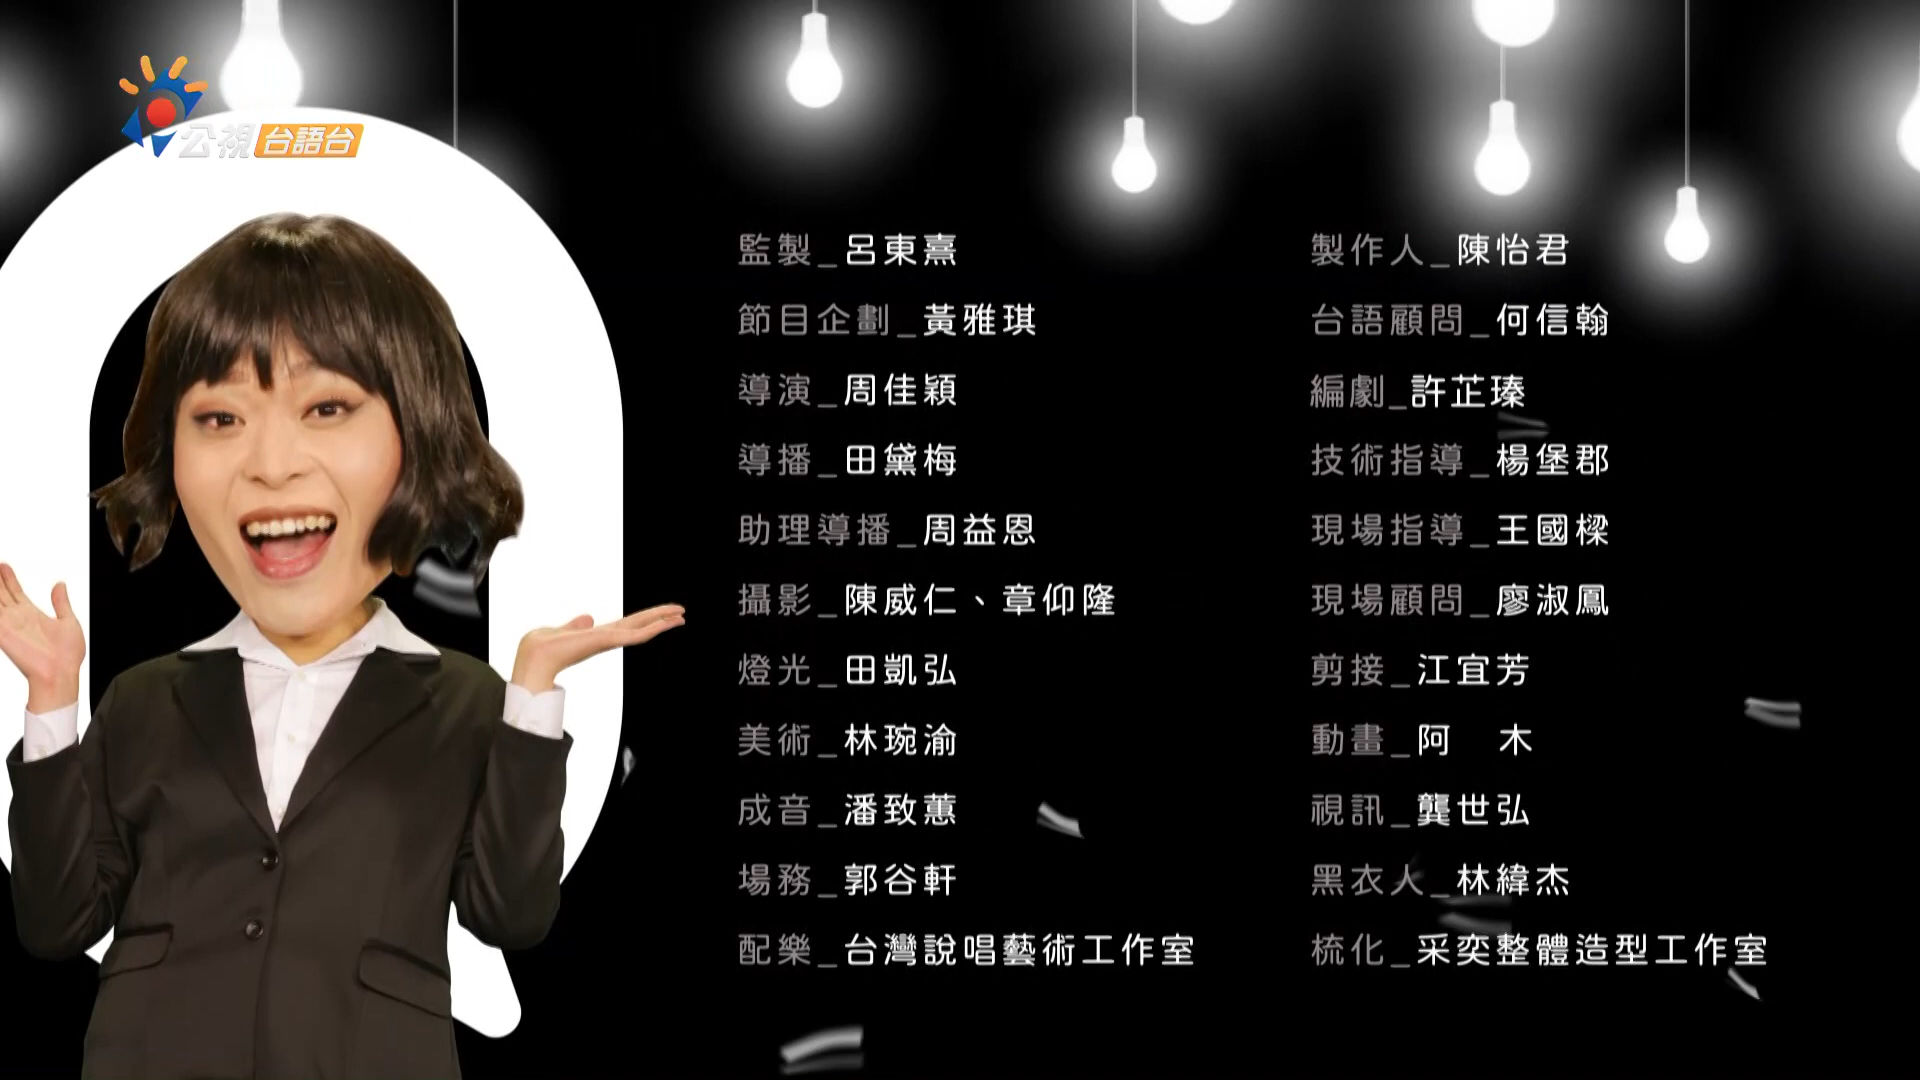 公視 台語台
監製_呂東熹
節目企劃_黃雅琪
導演_周佳穎
導播_田黛梅
助理導播_周益恩
攝影_陳威仁、章仰隆
燈光_田凱弘
美術_林琬渝
成音_潘致蕙
場務_郭谷軒
配樂_台灣說唱藝術工作室
製作人_陳怡君
台語顧問_何信翰
編劇_許芷瑧
技術指導_楊堡郡
現場指導_王國樑
現場顧問_廖淑鳳
剪接_江宜芳
動畫_阿　木
視訊_龔世弘
黑衣人_林緯杰
梳化_采奕整體造型工作室